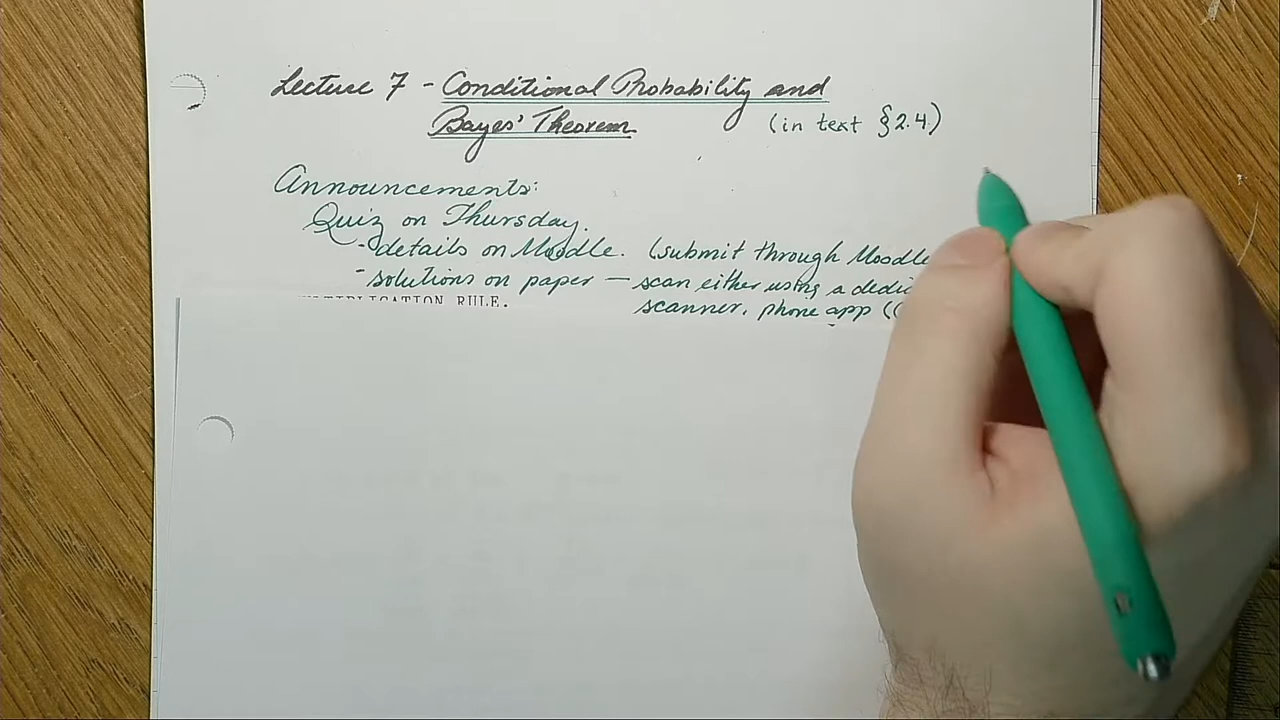 Lecture 7 - Conditional Probability and
Bayes' Theorem (in text §2.4)
Announcements:
Quiz on Thursday.
- details on Moodle. (submit through Moodle
- solutions on paper — scan either using a
scanner, phone app
RULE.